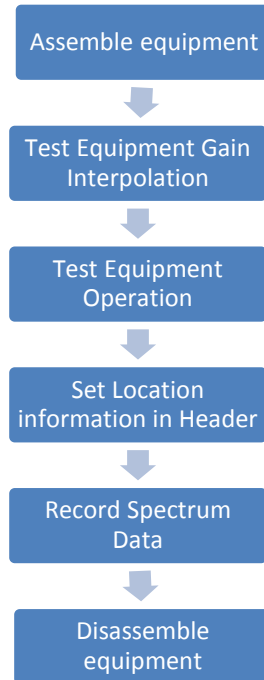 Assemble equipment
Test Equipment Gain
Interpolation
Test Equipment
Operation
Set Location
information in Header
Record Spectrum
Data
Disassemble
equipment